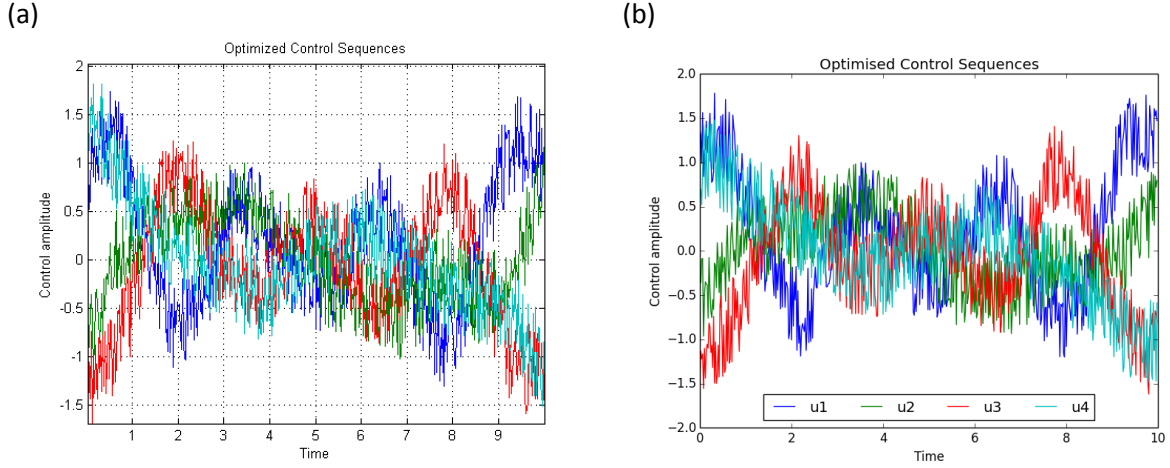 (a)
Optimized Control Sequences
2
1.5
1
0.5
0
-0.5
-1
-1.5
Control amplitude
1 2 3 4 5 6 7 8 9
Time
(b)
Optimised Control Sequences
2.0
1.5
1.0
0.5
0.0
−0.5
−1.0
−1.5
−2.0
Control amplitude
u1 u2 u3 u4
0 2 4 6 8 10
Time